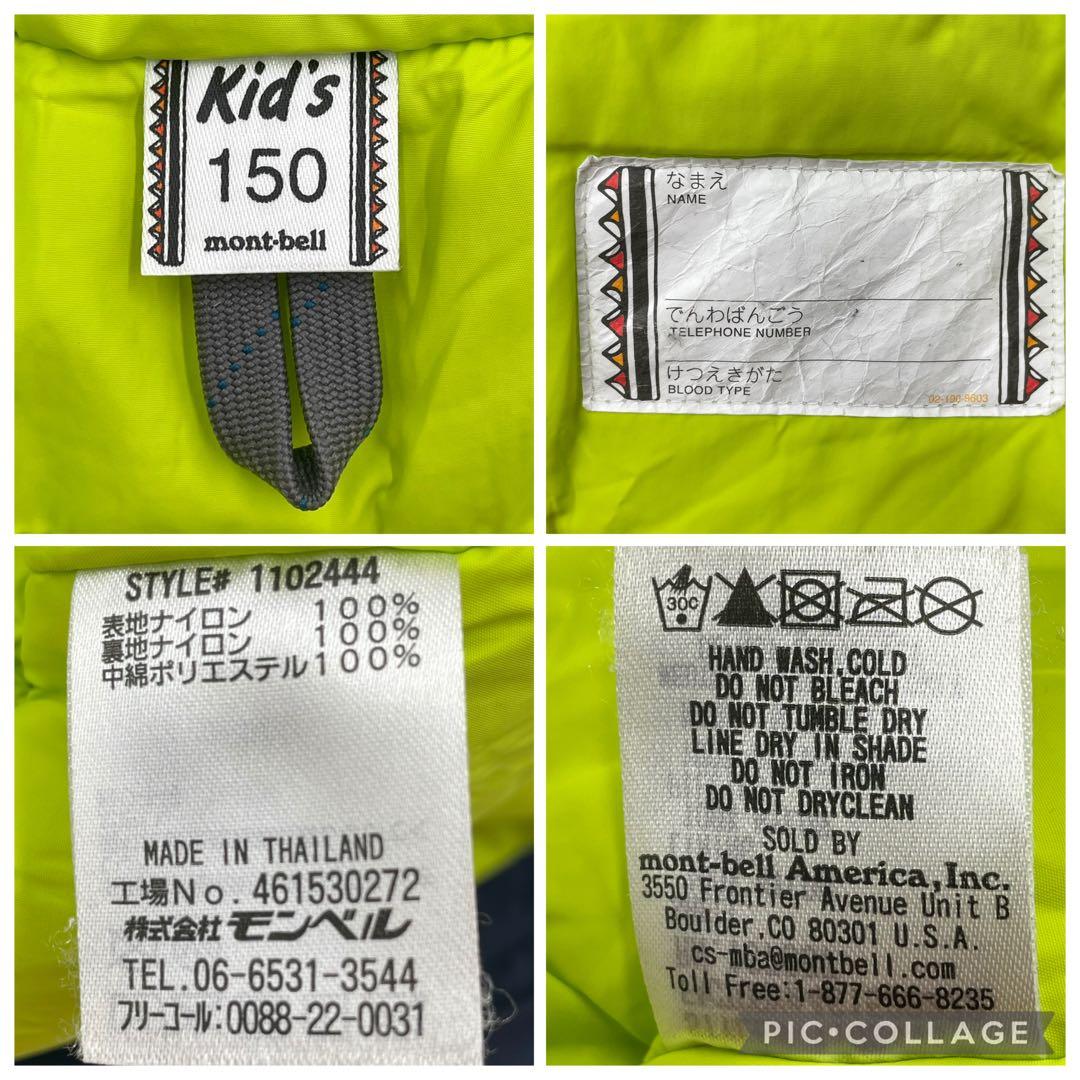 Kid's
150
mont-bell
なまえ
NAME
でんわばんごう
TELEPHONE NUMBER
けつえきがた
BLOOD TYPE
STYLE# 1102444
表地ナイロン 100%
裏地ナイロン 100%
中綿ポリエステル100%
MADE IN THAILAND
工場No.461530272
株式会社モンベル
TEL.06-6531-3544
フリーコール:0088-22-0031
30C
HAND WASH,COLD
DO NOT BLEACH
DO NOT TUMBLE DRY
LINE DRY IN SHADE
DO NOT IRON
DO NOT DRYCLEAN
SOLD BY
mont-bell America, Inc.
3550 Frontier Avenue Unit B
Boulder,CO 80301 U.S.A.
cs-mba@montbell.com
Toll Free:1-877-666-8235
PIC•COLLAGE